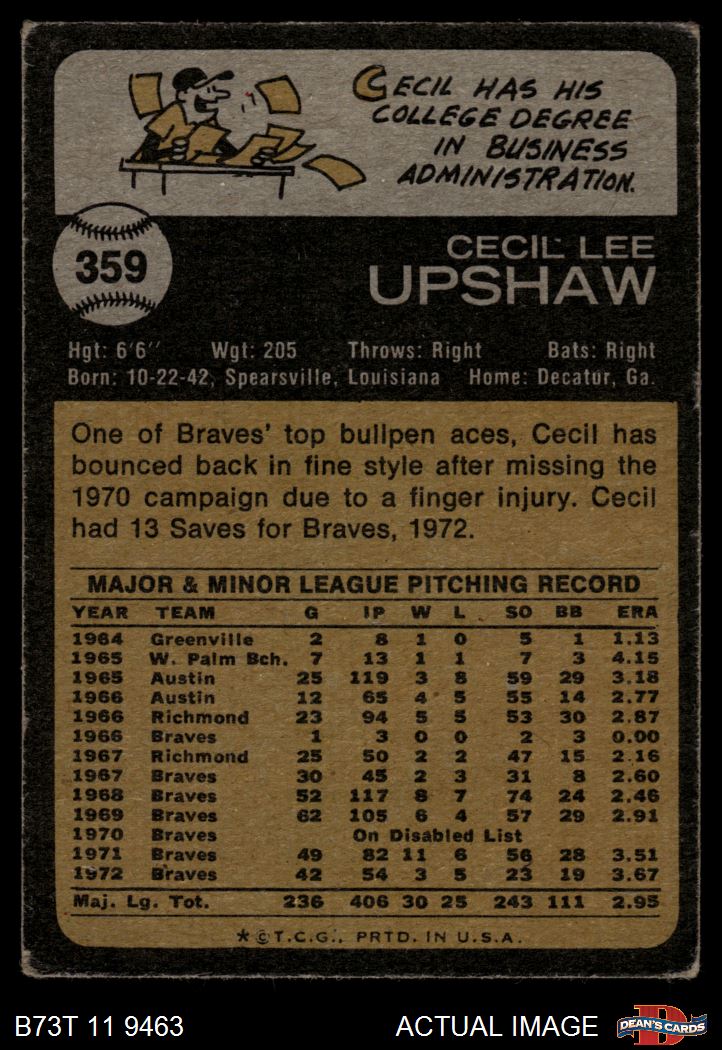 CECIL HAS HIS
COLLEGE DEGREE
IN BUSINESS
ADMINISTRATION.
359
CECIL LEE
UPSHAW
Hgt: 6'6" Wgt: 205 Throws: Right Bats: Right
Born: 10-22-42, Spearsville, Louisiana Home: Decatur, Ga.
One of Braves' top bullpen aces, Cecil has
bounced back in fine style after missing the
1970 campaign due to a finger injury. Cecil
had 13 Saves for Braves, 1972.
MAJOR & MINOR LEAGUE PITCHING RECORD
YEAR TEAM G IP W L SO BB ERA
1964 Greenville 2 8 1 0 5 1 1.13
1965 W. Palm Bch. 7 13 1 1 7 3 4.15
1965 Austin 25 119 3 8 59 29 3.18
1966 Austin 12 65 4 5 55 14 2.77
1966 Richmond 23 94 5 5 53 30 2.87
1966 Braves 1 3 0 0 2 3 0.00
1967 Richmond 25 50 2 2 47 15 2.16
1967 Braves 30 45 2 3 31 8 2.60
1968 Braves 52 117 8 7 74 24 2.46
1969 Braves 62 105 6 4 57 29 2.91
1970 Braves On Disabled List
1971 Braves 49 82 11 6 56 28 3.51
1972 Braves 42 54 3 5 23 19 3.67
Maj. Lg. Tot. 236 406 30 25 243 111 2.95
* © T.C.G., PRTD. IN U.S.A.
B73T 11 9463 ACTUAL IMAGE D DEAN'S CARDS